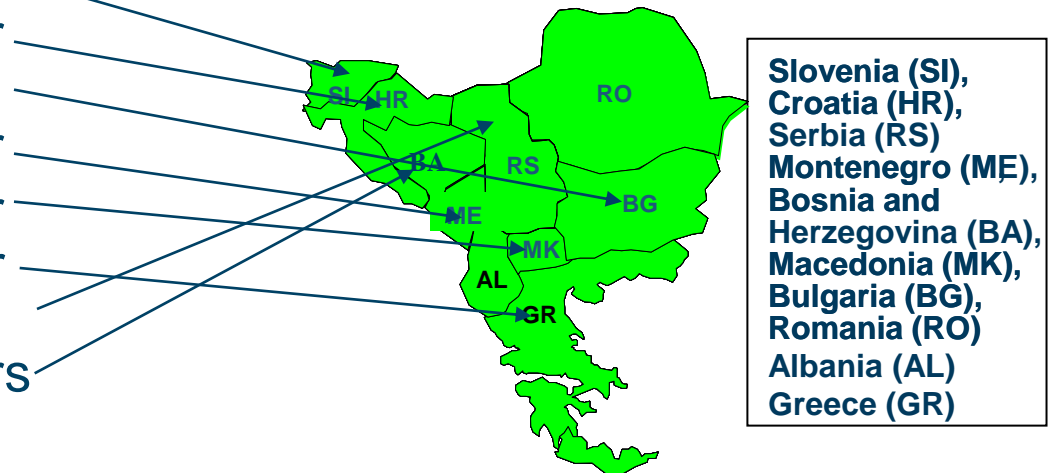 SI
HR
RO
BA
RS
ME
BG
MK
AL
GR
s
Slovenia (SI),
Croatia (HR),
Serbia (RS)
Montenegro (ME),
Bosnia and
Herzegovina (BA),
Macedonia (MK),
Bulgaria (BG),
Romania (RO)
Albania (AL)
Greece (GR)